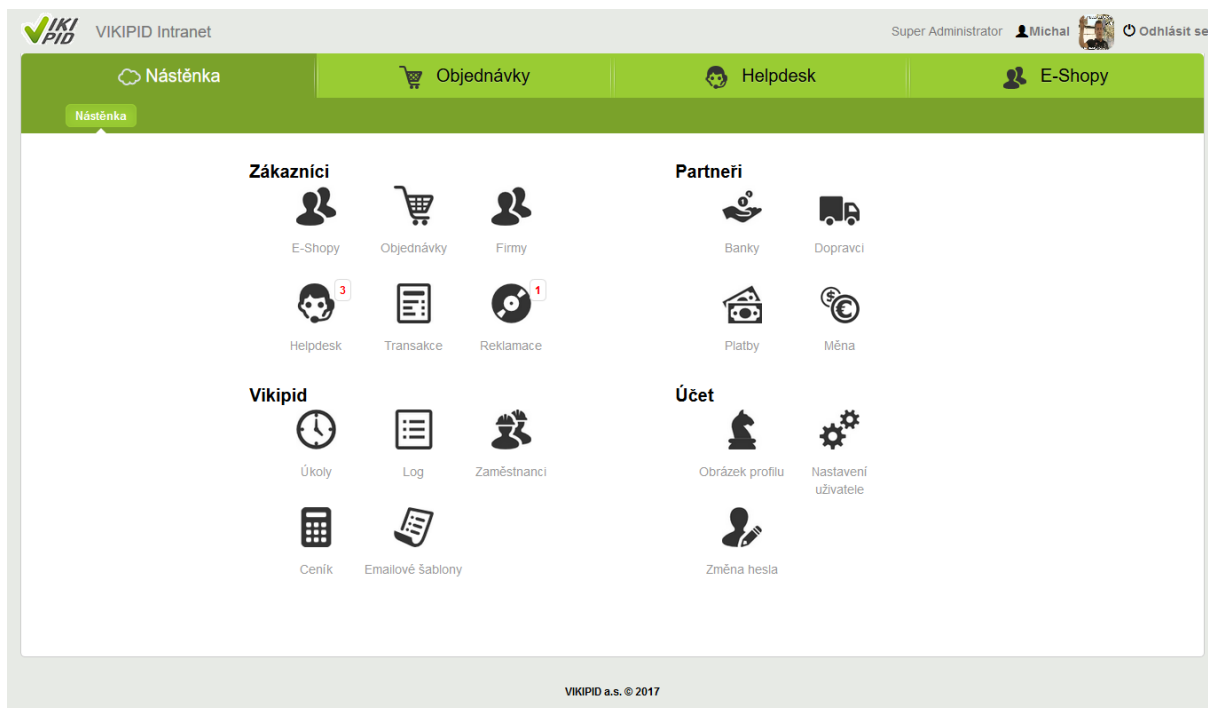 VIKI PID
VIKIPID Intranet
Super Administrator Michal Odhlásit se
Nástěnka Objednávky Helpdesk E-Shopy
Nástěnka
Zákazníci
E-Shopy Objednávky Firmy
3 1
Helpdesk Transakce Reklamace
Partneři
Banky Dopravci
Platby Měna
Vikipid
Úkoly Log Zaměstnanci
Ceník Emailové šablony
Účet
Obrázek profilu Nastavení
uživatele
Změna hesla
VIKIPID a.s. © 2017